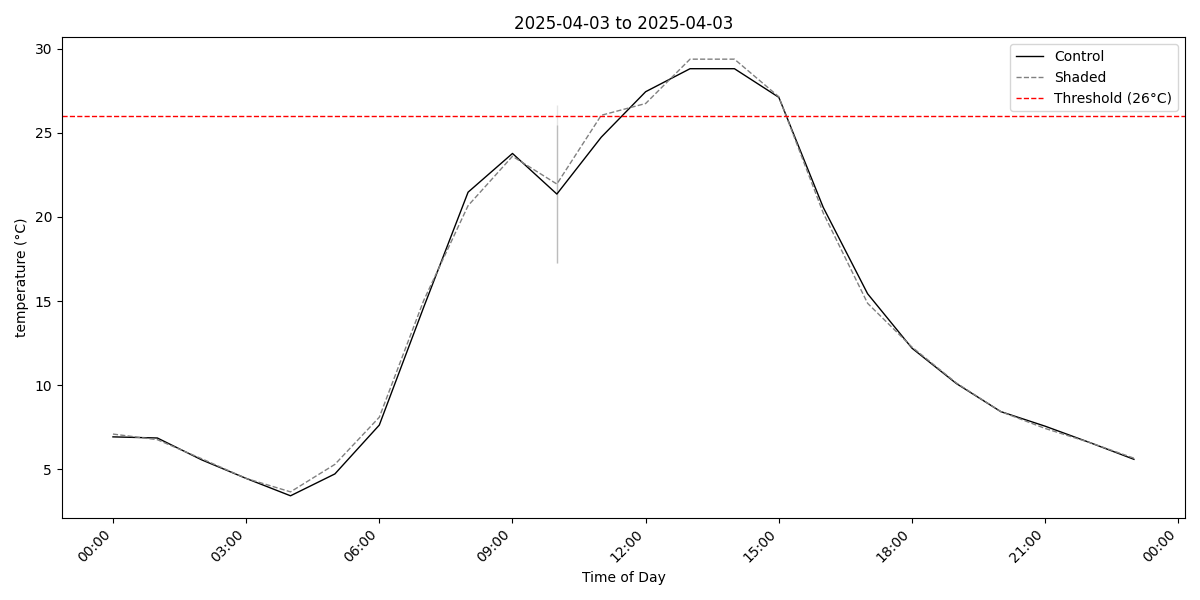 2025-04-03 to 2025-04-03
Control
Shaded
Threshold (26°C)
temperature (°C)
30
25
20
15
10
5
00:00
03:00
06:00
09:00
12:00
15:00
18:00
21:00
00:00
Time of Day